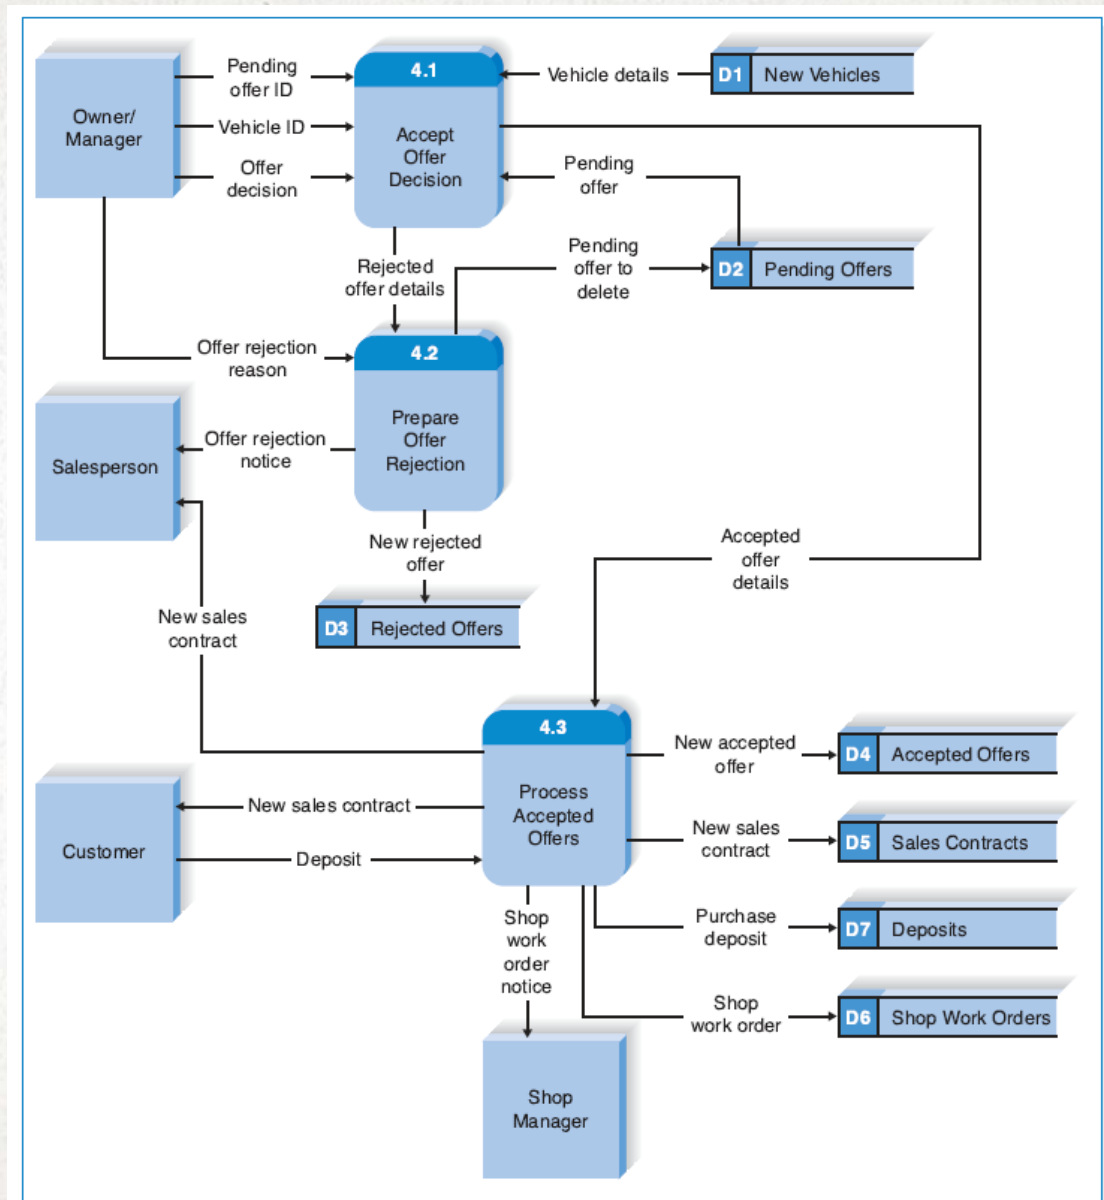 Pending
offer ID
4.1
Vehicle details
D1
New Vehicles
Owner/
Manager
Vehicle ID
Accept
Offer
Decision
Offer
decision
Pending
offer
Rejected
offer details
Pending
offer to
delete
D2
Pending Offers
Offer rejection
reason
4.2
Prepare
Offer
Rejection
Salesperson
Offer rejection
notice
New rejected
offer
Accepted
offer
details
New sales
contract
D3
Rejected Offers
4.3
Process
Accepted
Offers
New accepted
offer
D4
Accepted Offers
Customer
New sales contract
Deposit
New sales
contract
D5
Sales Contracts
Shop
work
order
notice
Purchase
deposit
D7
Deposits
Shop
work order
D6
Shop Work Orders
Shop
Manager